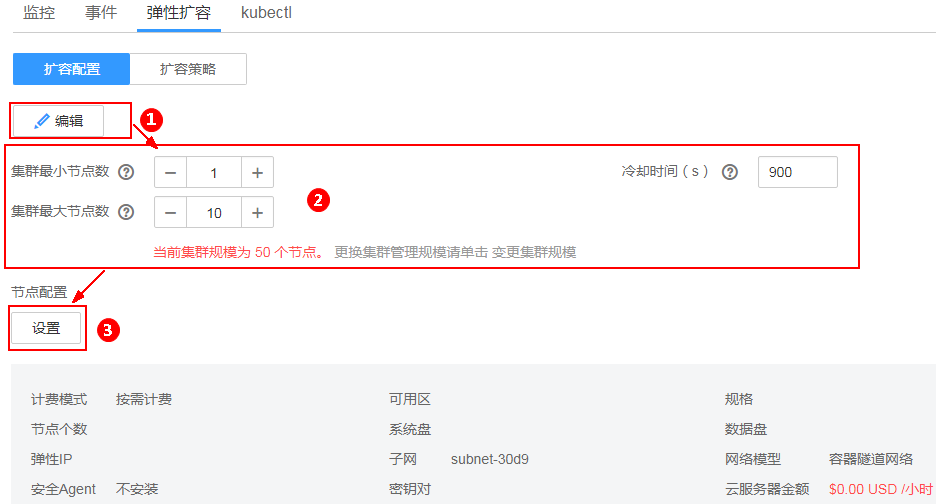 监控 事件 弹性扩容 kubectl
扩容配置 扩容策略
编辑 1
集群最小节点数 ? − 1 + 冷却时间（s） ? 900
集群最大节点数 ? − 10 + 2
当前集群规模为 50 个节点。 更换集群管理规模请单击 变更集群规模
节点配置
设置 3
计费模式 按需计费 可用区 规格
节点个数 系统盘 数据盘
弹性IP 子网 subnet-30d9 网络模型 容器隧道网络
安全Agent 不安装 密钥对 云服务器金额 $0.00 USD /小时